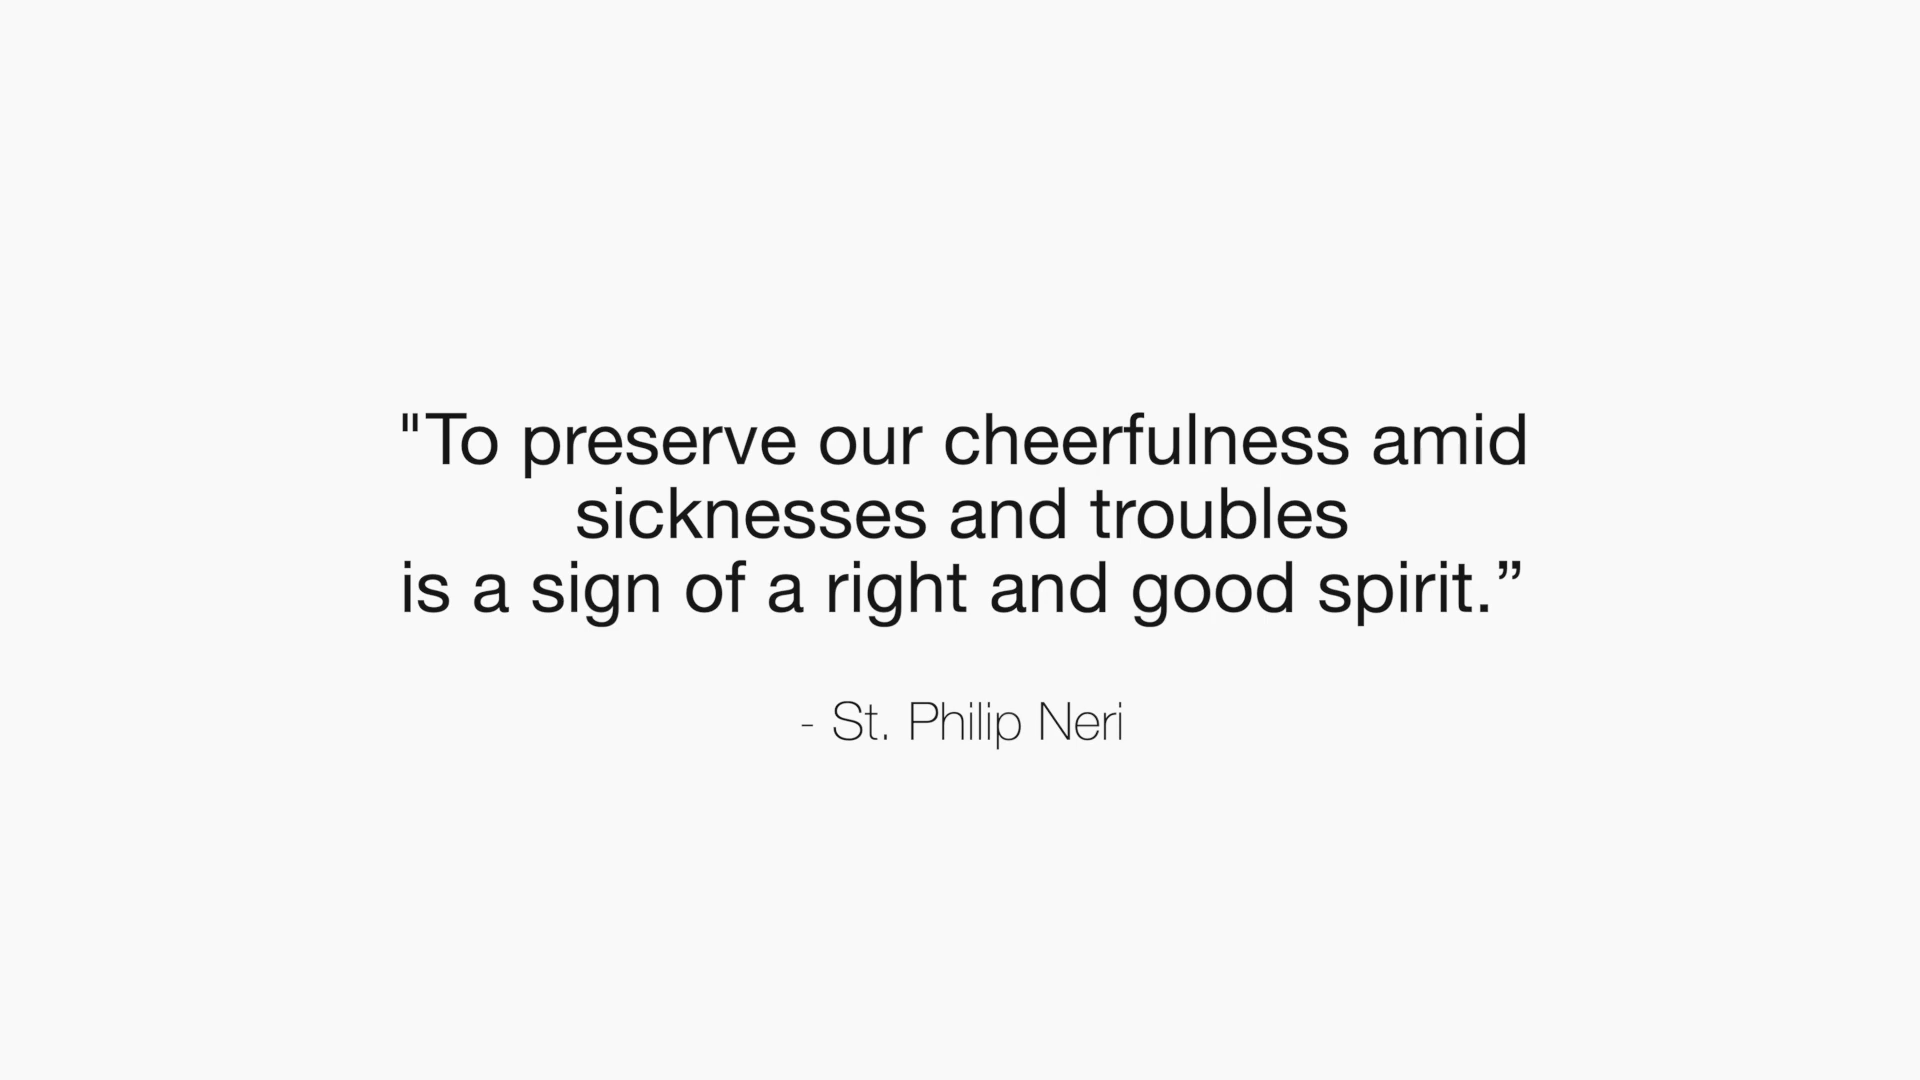 "To preserve our cheerfulness amid
sicknesses and troubles
is a sign of a right and good spirit.”
- St. Philip Neri